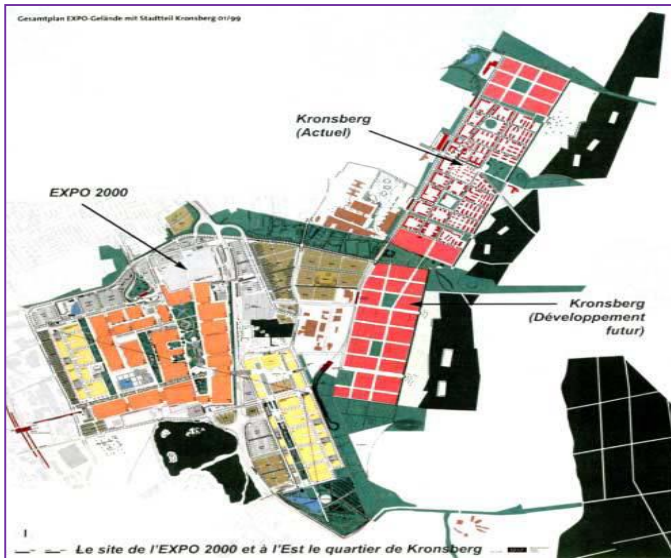 Gesamtplan EXPO-Gelände mit Stadtteil Kronsberg 01/99
Kronsberg
(Actuel)
EXPO 2000
Kronsberg
(Développement
futur)
I
Le site de l'EXPO 2000 et à l'Est le quartier de Kronsberg